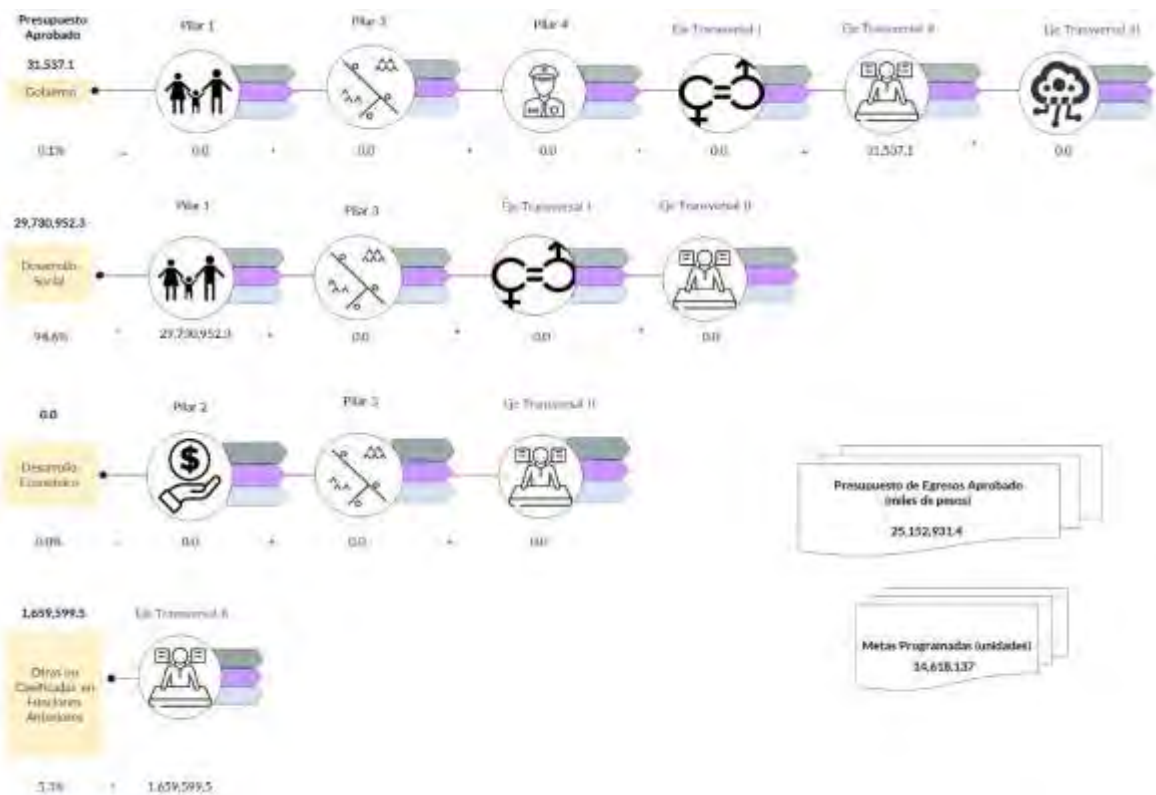 Presupuesto
Aprobado
Pilar 1
Pilar 3
Pilar 4
Eje Transversal I
Eje Transversal II
Eje Transversal III
31,537.1
Gobierno
0.1%
0.0
0.0
0.0
0.0
31,537.1
0.0
29,730,952.3
Pilar 1
Pilar 3
Eje Transversal I
Eje Transversal II
Desarrollo
Social
94.6%
29,730,952.3
0.0
0.0
0.0
0.0
Pilar 2
Pilar 3
Eje Transversal II
Desarrollo
Económico
0.0%
0.0
0.0
0.0
Presupuesto de Egresos Aprobado
(miles de pesos)
25,152,931.4
1,659,599.5
Eje Transversal II
Otras no
Clasificadas en
Funciones
Anteriores
Metas Programadas (unidades)
14,618,137
5.3%
1,659,599.5